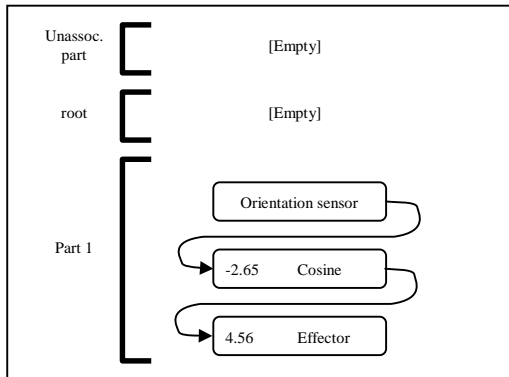 Unassoc.
part
[Empty]
root
[Empty]
Part 1
Orientation sensor
-2.65 Cosine
4.56 Effector